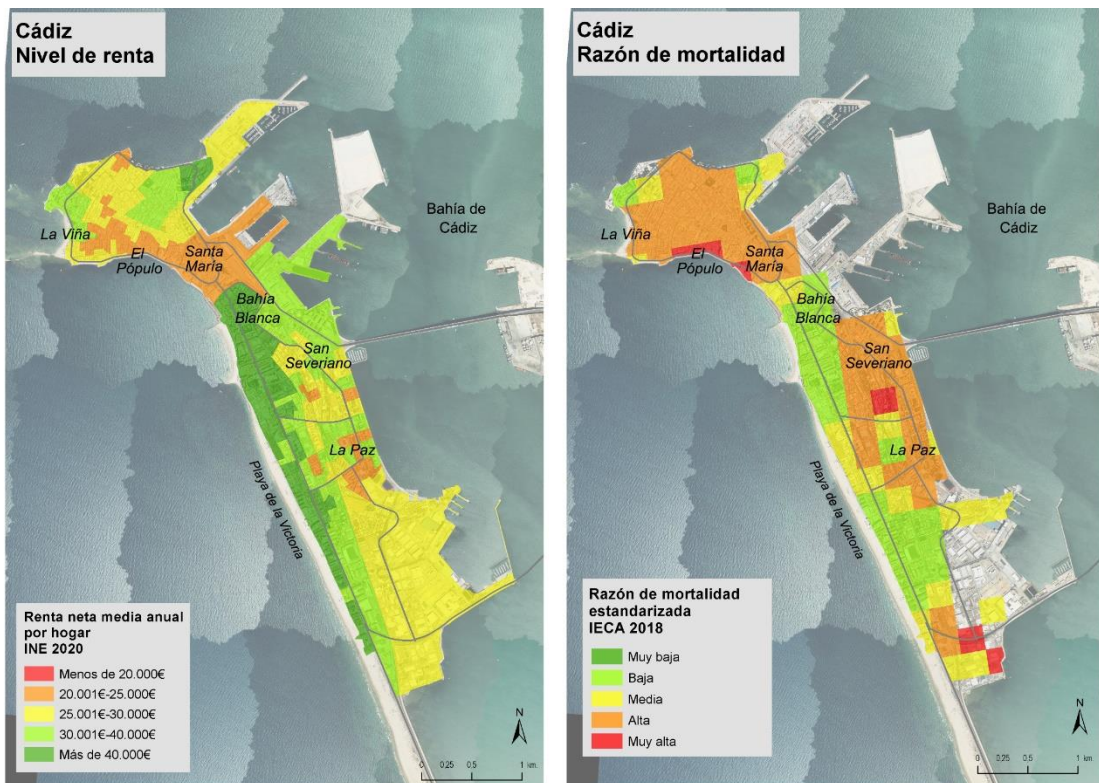 Cádiz
Nivel de renta
La Viña
El
Pópulo
Santa
María
Bahía
Blanca
San
Severiano
La Paz
Playa de la Victoria
Bahía de
Cádiz
Renta neta media anual
por hogar
INE 2020
Menos de 20.000€
20.001€-25.000€
25.001€-30.000€
30.001€-40.000€
Más de 40.000€
N
0 0,25 0,5 1 km.
Cádiz
Razón de mortalidad
La Viña
El
Pópulo
Santa
María
Bahía
Blanca
San
Severiano
La Paz
Playa de la Victoria
Bahía de
Cádiz
Razón de mortalidad
estandarizada
IECA 2018
Muy baja
Baja
Media
Alta
Muy alta
N
0 0,25 0,5 1 km.